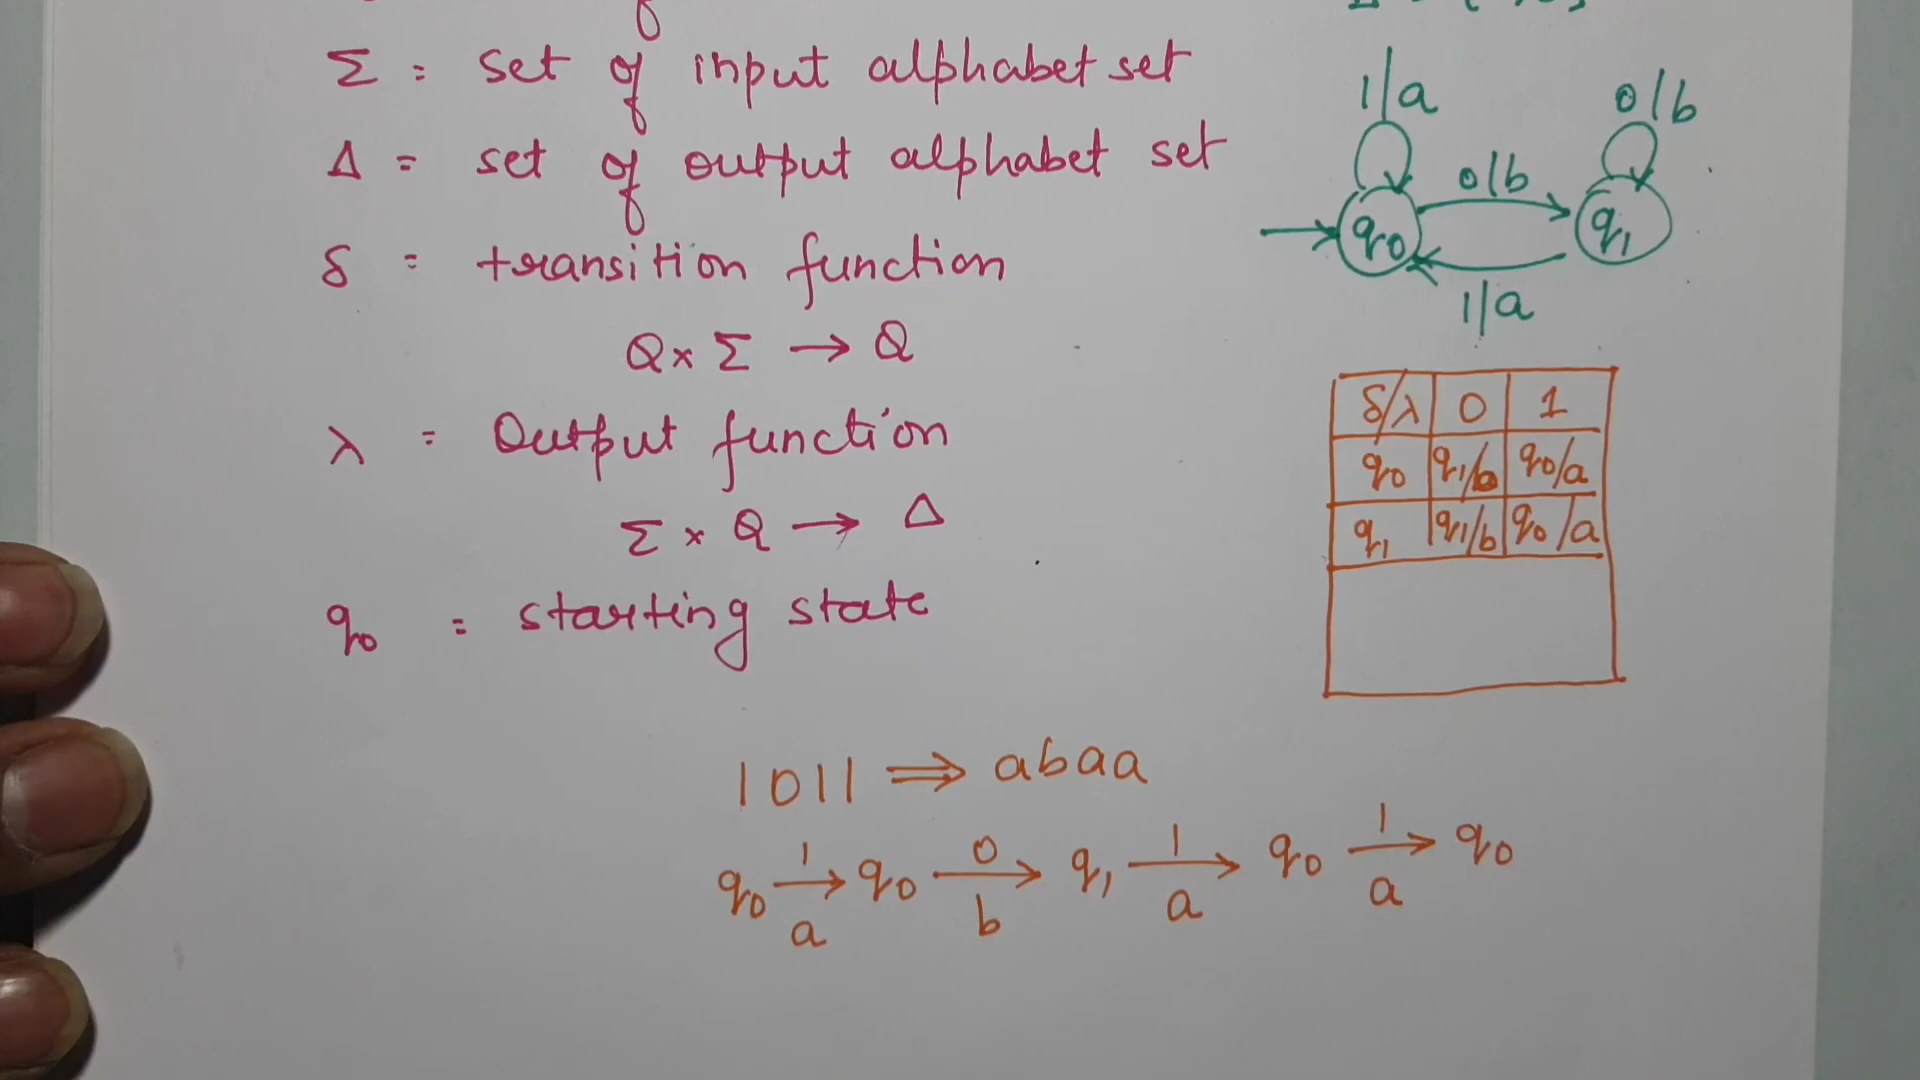 Σ = set of input alphabet set
Δ = set of output alphabet set
δ = transition function
Q × Σ → Q
λ = Output function
Σ × Q → Δ
q0 = starting state
1/a
0/b
0/b
q0
q1
1/a
δ/λ 0 1
q0 q1/b q0/a
q1 q1/b q0/a
1011 ⇒ abaa
1 0 1 1
q0 → q0 → q1 → q0 → q0
a b a a